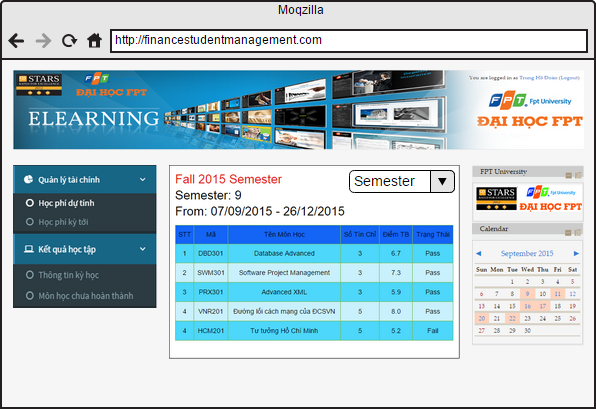 Moqzilla
http://financestudentmanagement.com
STARS
FPT
ĐẠI HỌC FPT
ELEARNING
You are logged in as Trung Hồ Đoàn (Logout)
FPT Fpt University
ĐẠI HỌC FPT
Quản lý tài chính
Học phí dự tính
Học phí kỳ tới
Kết quả học tập
Thông tin kỳ học
Môn học chưa hoàn thành
Fall 2015 Semester
Semester
Semester: 9
From: 07/09/2015 - 26/12/2015
STT Mã Tên Môn Học Số Tín Chỉ Điểm TB Trạng Thái
1 DBD301 Database Advanced 3 6.7 Pass
2 SWM301 Software Project Management 3 7.3 Pass
3 PRX301 Advanced XML 3 5.9 Pass
4 VNR201 Đường lối cách mạng của ĐCSVN 5 8.0 Pass
4 HCM201 Tư tưởng Hồ Chí Minh 5 5.2 Fail
FPT University
STARS
FPT Fpt University
ĐẠI HỌC FPT
Calendar
September 2015
Sun Mon Tue Wed Thu Fri Sat
1 2 3 4 5
6 7 8 9 10 11 12
13 14 15 16 17 18 19
20 21 22 23 24 25 26
27 28 29 30